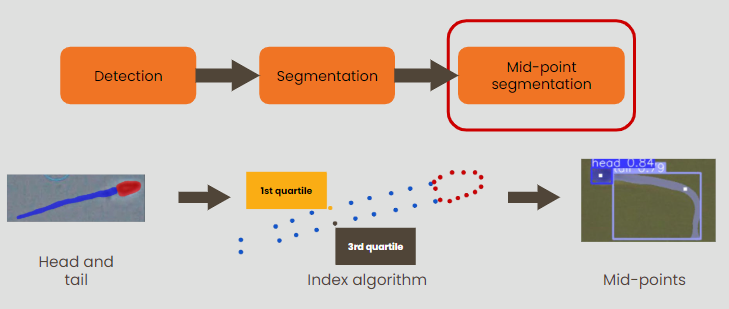 Detection
Segmentation
Mid-point
segmentation
1st quartile
3rd quartile
head 0.84
tail 0.79
Head and
tail
Index algorithm
Mid-points